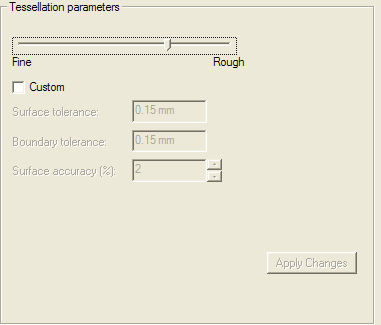 Tessellation parameters
Fine Rough
Custom
Surface tolerance: 0.15 mm
Boundary tolerance: 0.15 mm
Surface accuracy (%): 2
Apply Changes